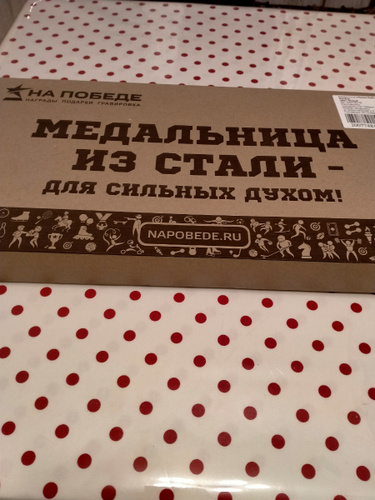 НА ПОБЕДЕ
НАГРАДЫ ПОДАРКИ ГРАВИРОВКА
МЕДАЛЬНИЦА
ИЗ СТАЛИ -
ДЛЯ СИЛЬНЫХ ДУХОМ!
NAPOBEDE.RU